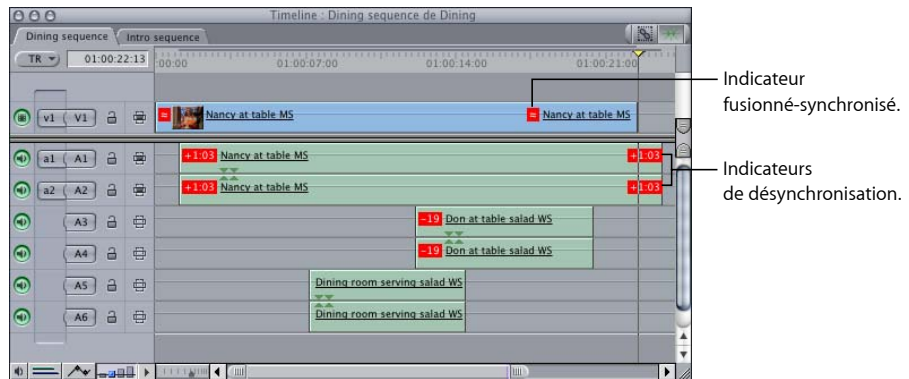 Timeline : Dining sequence de Dining
Dining sequence Intro sequence
TR 01:00:22:13 :00:00 01:00:07:00 01:00:14:00 01:00:21:00
v1 V1 ≈ Nancy at table MS ≈ Nancy at table MS
a1 A1 +1:03 Nancy at table MS +1:03
a2 A2 +1:03 Nancy at table MS +1:03
A3 -19 Don at table salad WS
A4 -19 Don at table salad WS
A5 Dining room serving salad WS
A6 Dining room serving salad WS
Indicateur
fusionné-synchronisé.
Indicateurs
de désynchronisation.